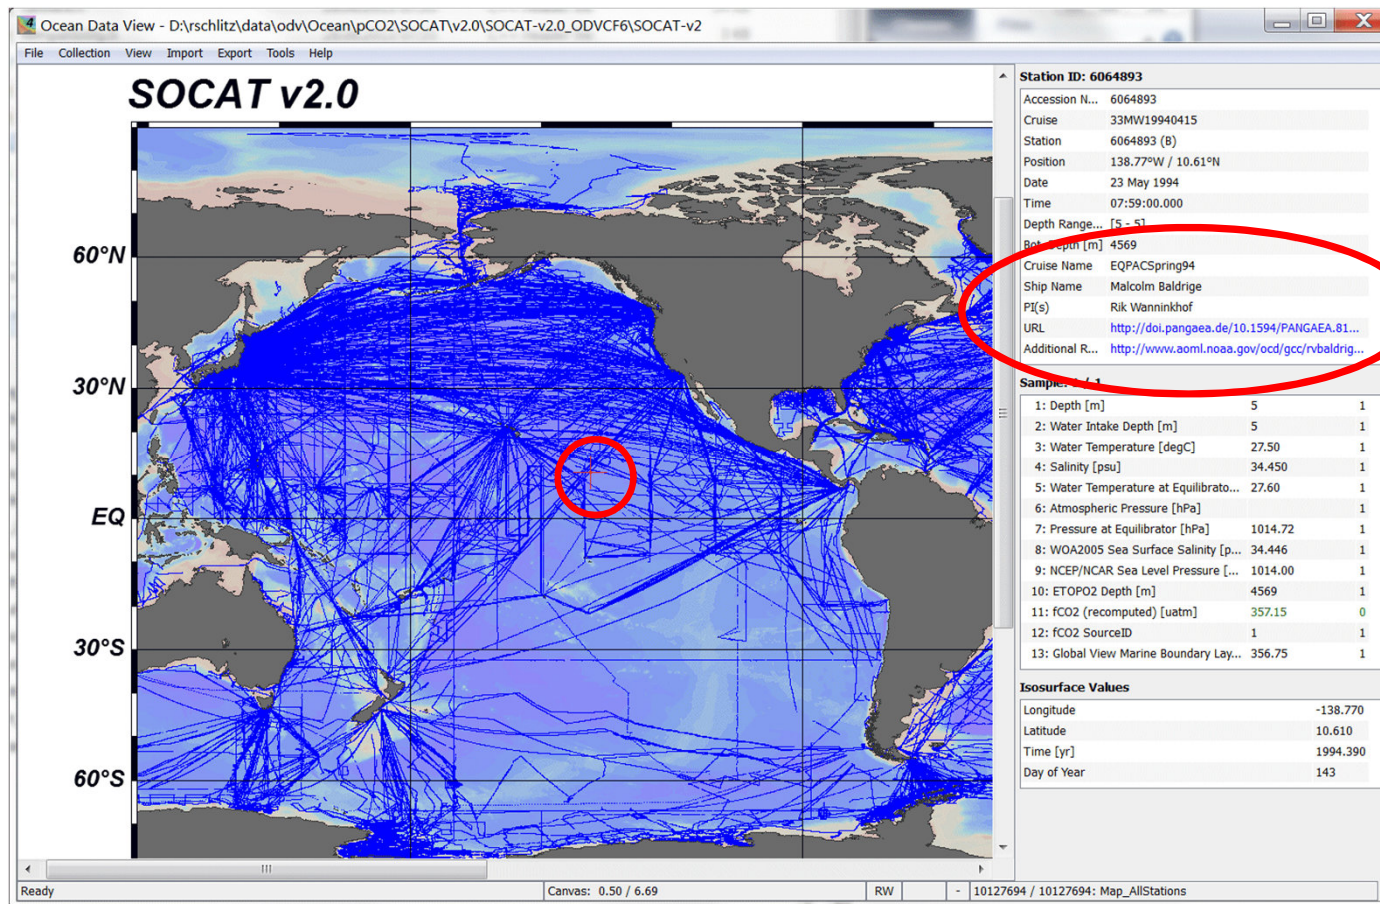 Ocean Data View - D:\rschlitz\data\odv\Ocean\pCO2\SOCAT\v2.0\SOCAT-v2.0_ODVCF6\SOCAT-v2
File Collection View Import Export Tools Help
SOCAT v2.0
60°N
30°N
EQ
30°S
60°S
Station ID: 6064893
Accession N... 6064893
Cruise 33MW19940415
Station 6064893 (B)
Position 138.77°W / 10.61°N
Date 23 May 1994
Time 07:59:00.000
Depth Range... [5 - 5]
Bot. Depth [m] 4569
Cruise Name EQPACSpring94
Ship Name Malcolm Baldrige
PI(s) Rik Wanninkhof
URL http://doi.pangaea.de/10.1594/PANGAEA.81...
Additional R... http://www.aoml.noaa.gov/ocd/gcc/rvbaldrig...
Sample: 1 / 1
1: Depth [m] 5 1
2: Water Intake Depth [m] 5 1
3: Water Temperature [degC] 27.50 1
4: Salinity [psu] 34.450 1
5: Water Temperature at Equilibrato... 27.60 1
6: Atmospheric Pressure [hPa] 1
7: Pressure at Equilibrator [hPa] 1014.72 1
8: WOA2005 Sea Surface Salinity [p... 34.446 1
9: NCEP/NCAR Sea Level Pressure [... 1014.00 1
10: ETOPO2 Depth [m] 4569 1
11: fCO2 (recomputed) [uatm] 357.15 0
12: fCO2 SourceID 1 1
13: Global View Marine Boundary Lay... 356.75 1
Isosurface Values
Longitude -138.770
Latitude 10.610
Time [yr] 1994.390
Day of Year 143
Ready Canvas: 0.50 / 6.69 RW - 10127694 / 10127694: Map_AllStations